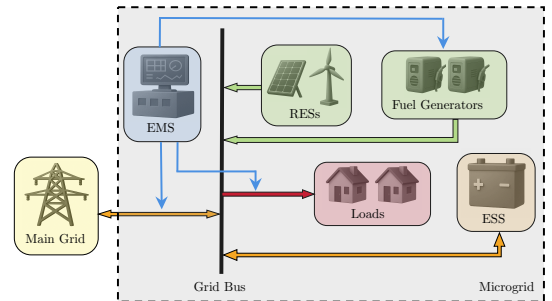 EMS
RESs
Fuel Generators
Main Grid
Loads
ESS
Grid Bus
Microgrid